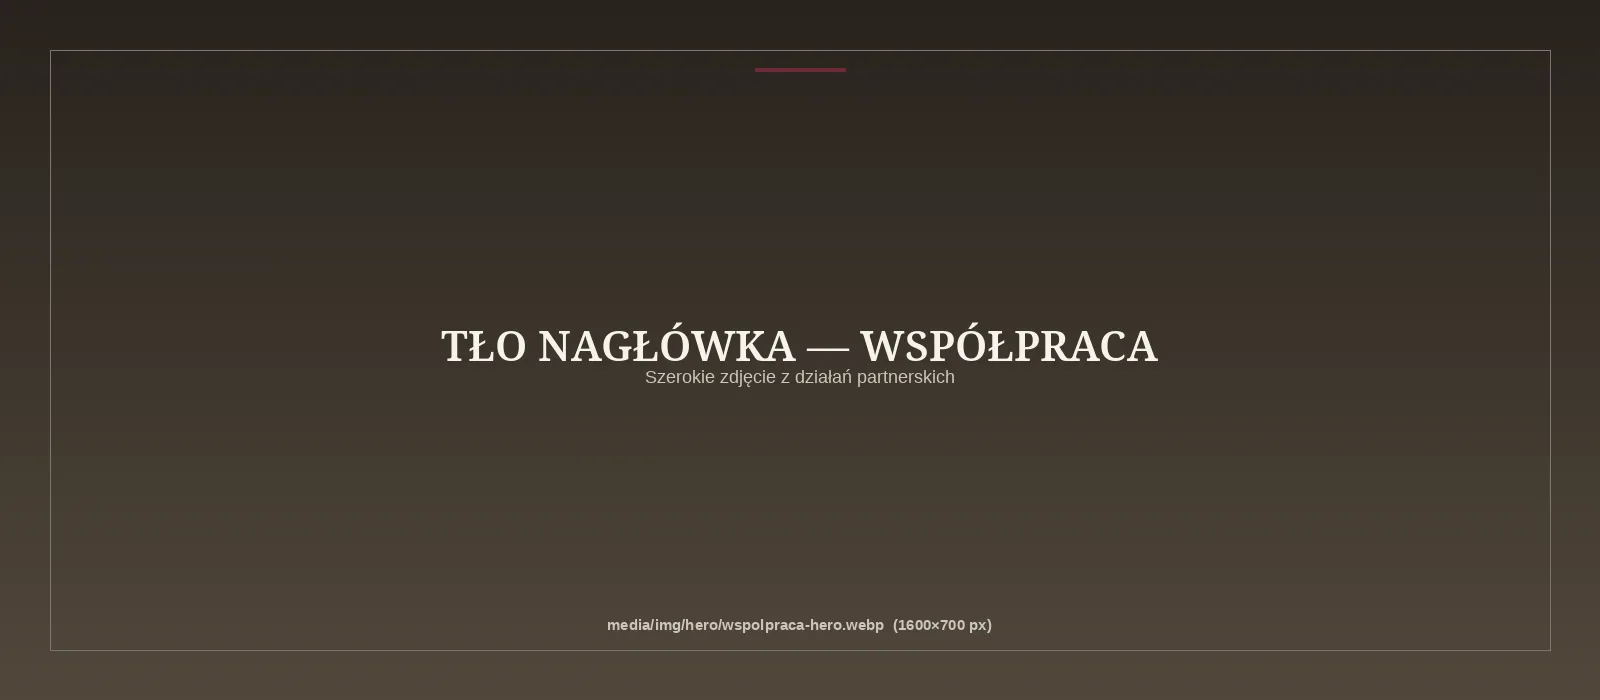 TŁO NAGŁÓWKA — WSPÓŁPRACA
Szerokie zdjęcie z działań partnerskich
media/img/hero/wspolpraca-hero.webp (1600×700 px)